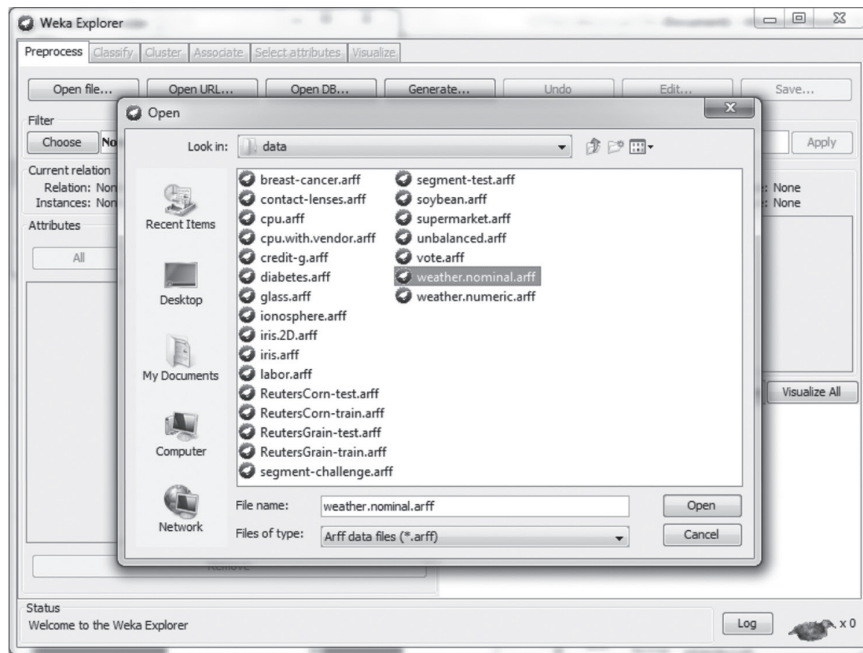 Weka Explorer
Preprocess Classify Cluster Associate Select attributes Visualize
Open file... Open URL... Open DB... Generate... Undo Edit... Save...
Filter
Choose No Apply
Current relation
Relation: Non : None
Instances: Non : None
Attributes
All
Visualize All
Remove
Status
Welcome to the Weka Explorer
Log x 0
Open
Look in: data
Recent Items
Desktop
My Documents
Computer
Network
breast-cancer.arff
contact-lenses.arff
cpu.arff
cpu.with.vendor.arff
credit-g.arff
diabetes.arff
glass.arff
ionosphere.arff
iris.2D.arff
iris.arff
labor.arff
ReutersCorn-test.arff
ReutersCorn-train.arff
ReutersGrain-test.arff
ReutersGrain-train.arff
segment-challenge.arff
segment-test.arff
soybean.arff
supermarket.arff
unbalanced.arff
vote.arff
weather.nominal.arff
weather.numeric.arff
File name: weather.nominal.arff Open
Files of type: Arff data files (*.arff) Cancel